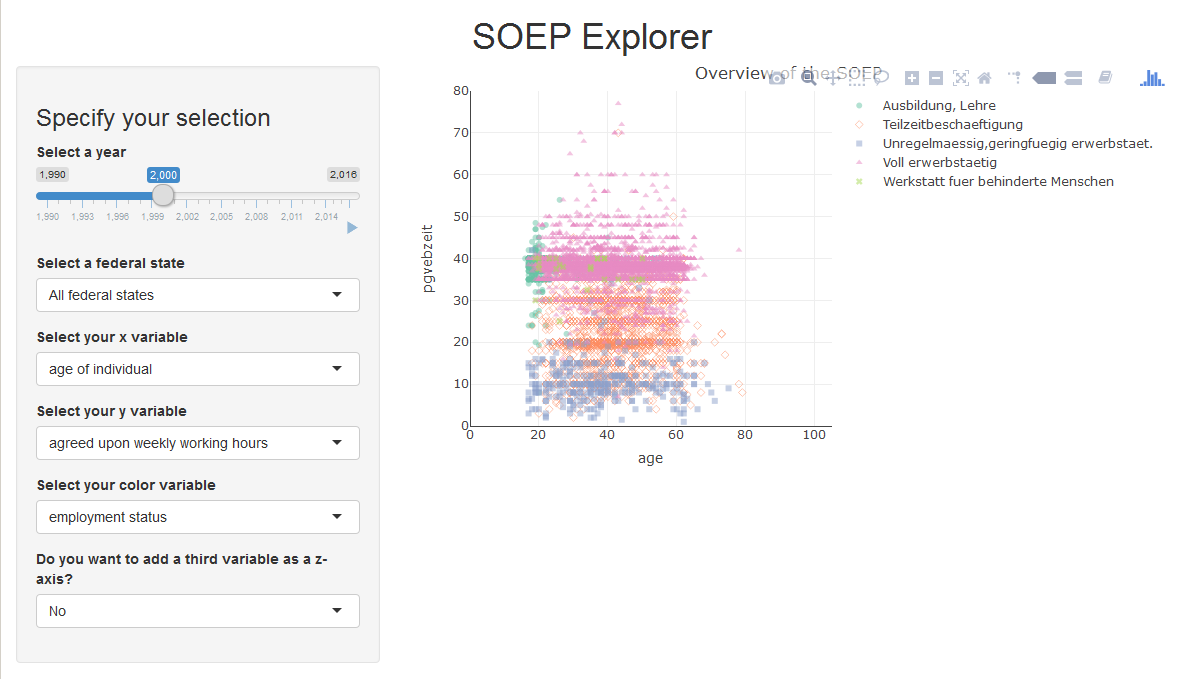 SOEP Explorer
Specify your selection
Select a year
1,990 2,000 2,016
1,990 1,993 1,996 1,999 2,002 2,005 2,008 2,011 2,014
Select a federal state
All federal states
Select your x variable
age of individual
Select your y variable
agreed upon weekly working hours
Select your color variable
employment status
Do you want to add a third variable as a z-
axis?
No
Overview of the SOEP
80
70
60
50
40
30
20
10
0
pgvebzeit
0 20 40 60 80 100
age
Ausbildung, Lehre
Teilzeitbeschaeftigung
Unregelmaessig,geringfuegig erwerbstaet.
Voll erwerbstaetig
Werkstatt fuer behinderte Menschen